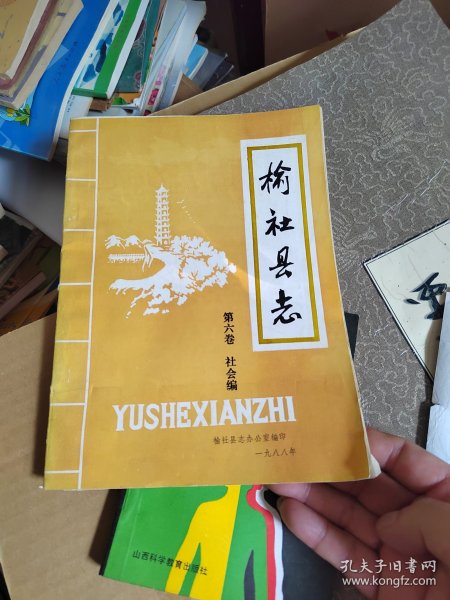 榆社县志
第六卷 社会编
YUSHEXIANZHI
榆社县志办公室编印
一九八八年
山西科学教育出版社
孔夫子旧书网
www.kongfz.com